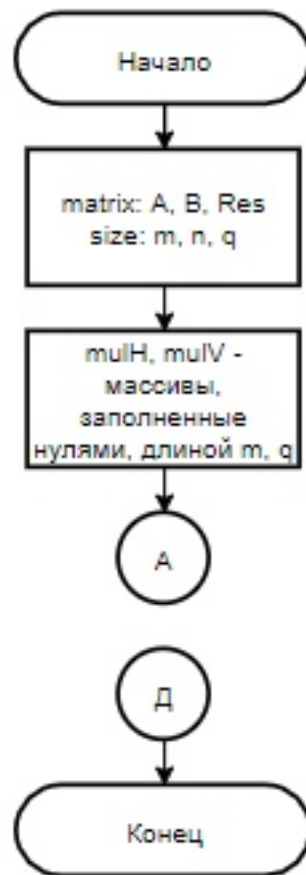 Начало
matrix: A, B, Res
size: m, n, q
mulH, mulV -
массивы,
заполненные
нулями, длиной m, q
А
Д
Конец